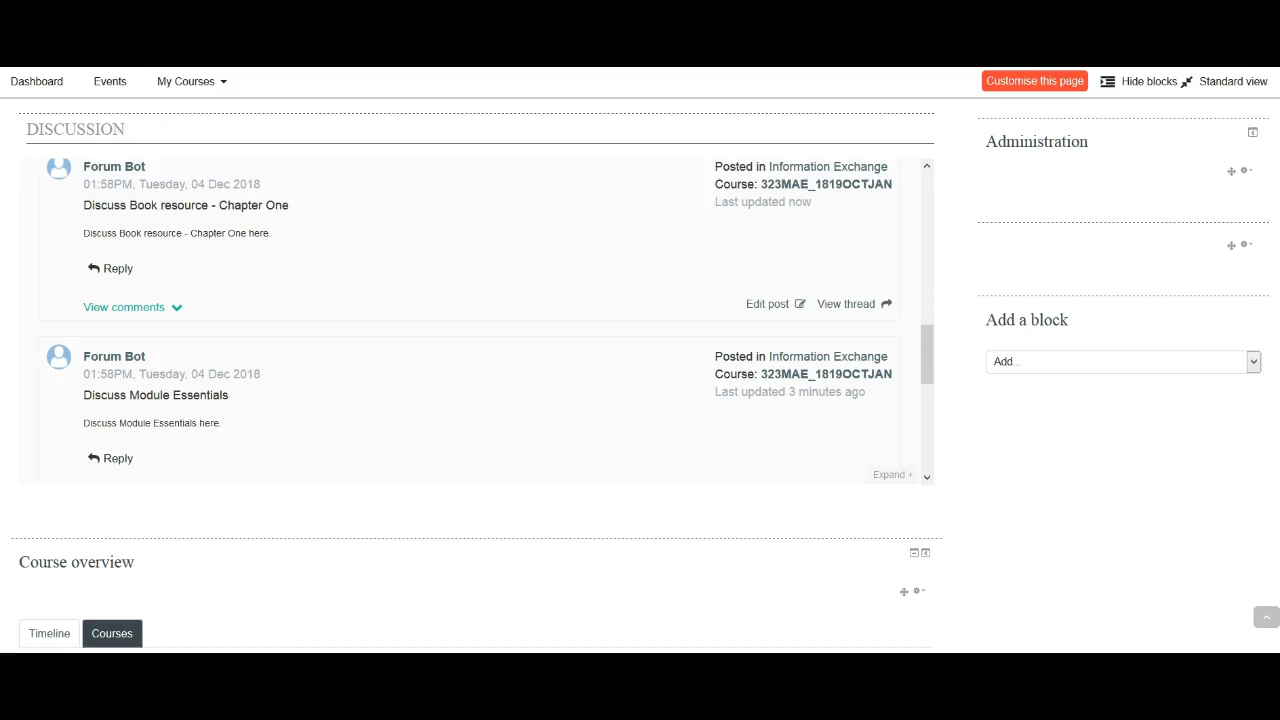 Dashboard Events My Courses Customise this page Hide blocks Standard view
DISCUSSION
Forum Bot
01:58PM, Tuesday, 04 Dec 2018
Discuss Book resource - Chapter One
Discuss Book resource - Chapter One here.
Reply
View comments
Posted in Information Exchange
Course: 323MAE_1819OCTJAN
Last updated now
Edit post View thread
Forum Bot
01:58PM, Tuesday, 04 Dec 2018
Discuss Module Essentials
Discuss Module Essentials here.
Reply
Posted in Information Exchange
Course: 323MAE_1819OCTJAN
Last updated 3 minutes ago
Expand +
Course overview
Timeline Courses
Administration
Add a block
Add...